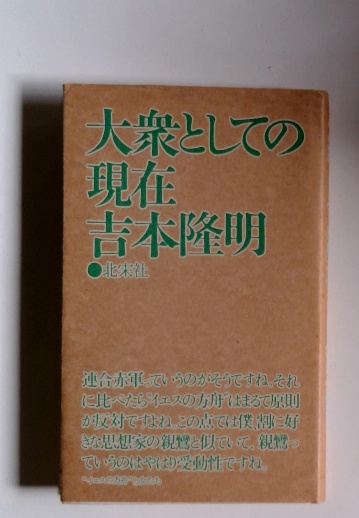 大衆としての
現在
吉本隆明
●北宋社
連合赤軍っていうのがそうですね。それ
に比べたら"イエスの方舟"はまるで原則
が反対ですよね。この点では僕、割に好
きな思想家の親鸞と似ていて、親鸞っ
ていうのはやはり受動性ですね。